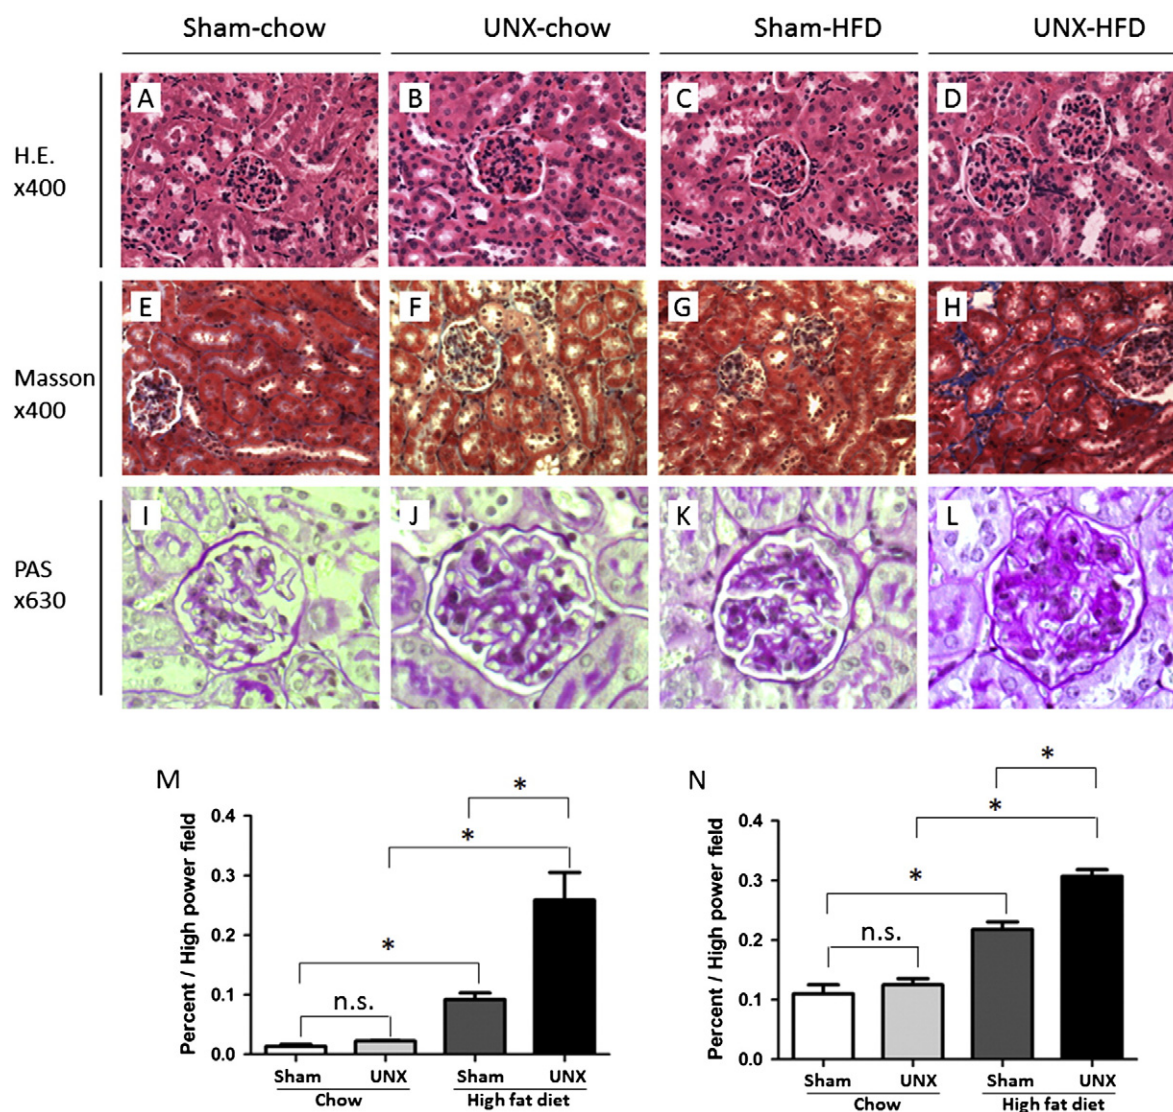 Sham-chow UNX-chow Sham-HFD UNX-HFD
H.E.
x400
A B C D
Masson
x400
E F G H
PAS
x630
I J K L
M
Percent / High power field
0.4
0.3
0.2
0.1
0.0
n.s.
*
*
*
Sham UNX Sham UNX
Chow High fat diet
N
Percent / High power field
0.4
0.3
0.2
0.1
0.0
n.s.
*
*
*
Sham UNX Sham UNX
Chow High fat diet